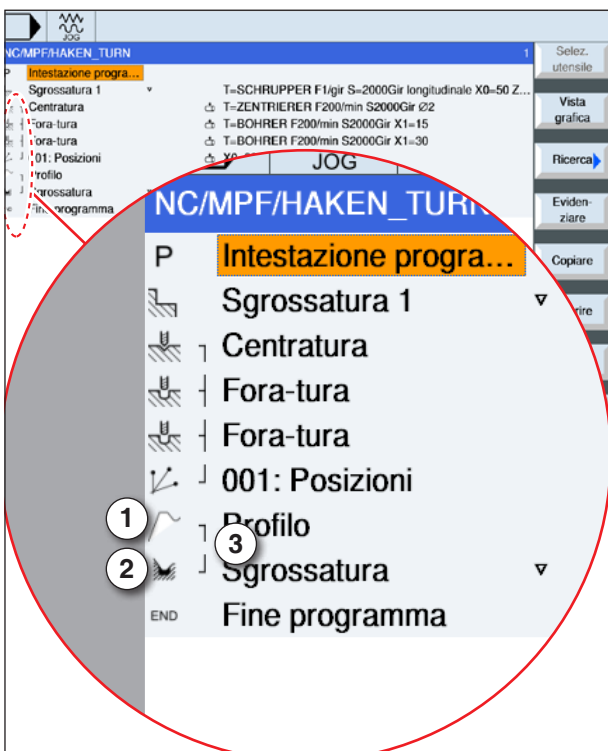 JOG
NC/MPF/HAKEN_TURN 1
P Intestazione progra...
Sgrossatura 1 T=SCHRUPPER F1/gir S=2000Gir longitudinale X0=50 Z...
Centratura T=ZENTRIERER F200/min S2000Gir Ø2
Fora-tura T=BOHRER F200/min S2000Gir X1=15
Fora-tura T=BOHRER F200/min S2000Gir X1=30
001: Posizioni
Profilo
Sgrossatura
Fine programma
Selez. utensile
Vista grafica
Ricerca
Eviden-
ziare
Copiare
JOG
NC/MPF/HAKEN_TURN
P Intestazione progra...
Sgrossatura 1
Centratura
Fora-tura
Fora-tura
001: Posizioni
1 Profilo
3
2 Sgrossatura
END Fine programma